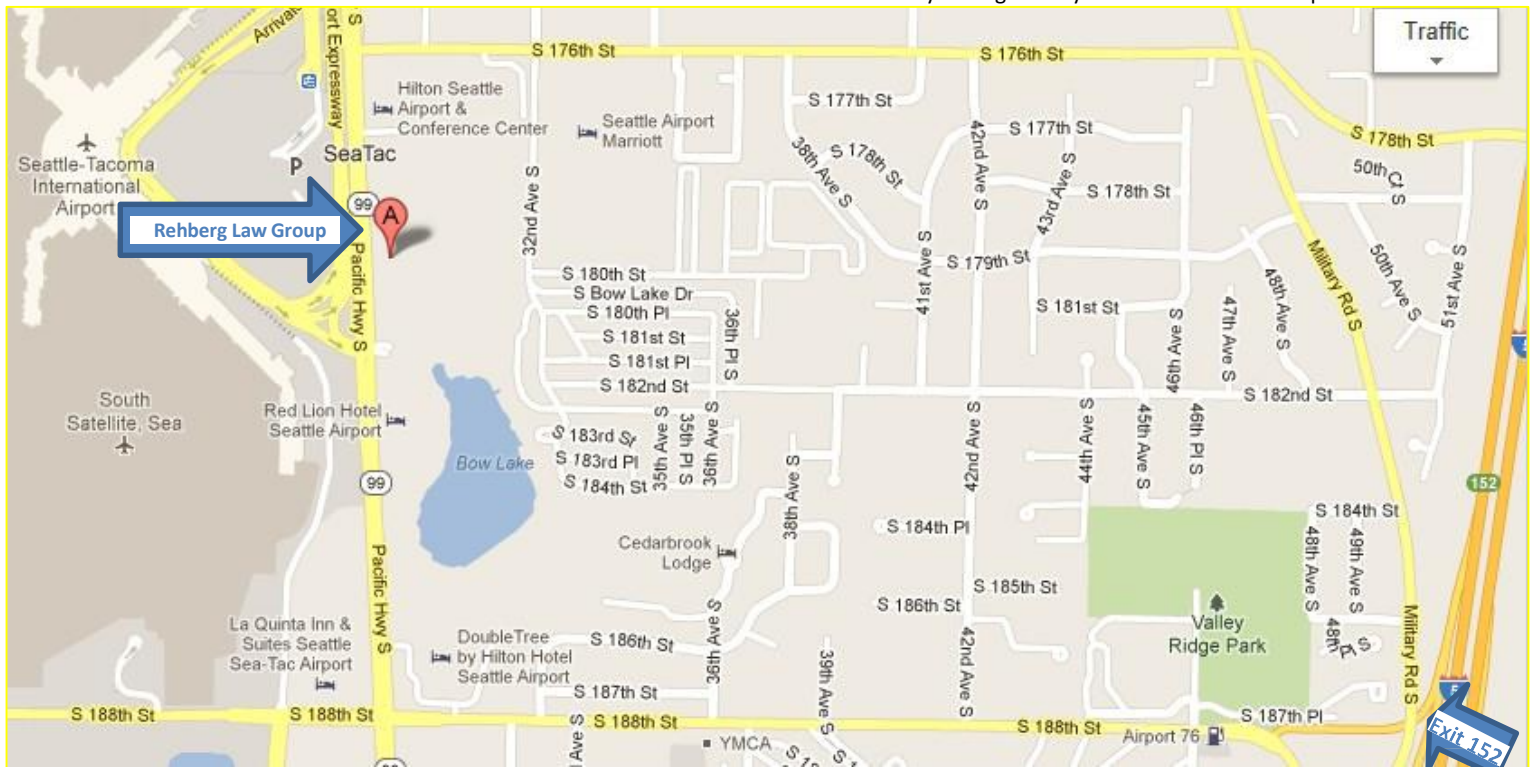 Traffic
Arrivals
ort Expressway
S
S 176th St
S 176th St
Hilton Seattle
Airport &
Conference Center
Seattle Airport
Marriott
S 177th St
S 177th St
S 178th St
S 178th St
S 178th St
38th Ave S
42nd Ave S
43rd Ave S
50th Ct S
Seattle-Tacoma
International
Airport
P
SeaTac
99
A
Rehberg Law Group
Pacific Hwy S
32nd Ave S
S 179th St
41st Ave S
Military Rd S
50th Ave S
51st Ave S
48th Ave S
S 180th St
S Bow Lake Dr
S 180th Pl
S 181st St
S 181st Pl
S 182nd St
36th Pl S
S 181st St
46th Ave S
47th Ave S
S 182nd St
5
South
Satellite, Sea
Red Lion Hotel
Seattle Airport
Bow Lake
S 183rd St
S 183rd Pl
S 184th St
35th Ave S
35th Pl S
36th Ave S
38th Ave S
42nd Ave S
44th Ave S
45th Ave S
46th Pl S
99
152
S 184th St
48th Ave S
49th Ave S
S 184th Pl
Cedarbrook
Lodge
Pacific Hwy S
S 185th St
S 186th St
Valley
Ridge Park
48th Pl S
Military Rd S
La Quinta Inn &
Suites Seattle
Sea-Tac Airport
DoubleTree
by Hilton Hotel
Seattle Airport
S 186th St
36th Ave S
39th Ave S
42nd Ave S
S 187th St
S 187th Pl
5
Exit 152
S 188th St
S 188th St
S 188th St
S 188th St
Airport 76
YMCA
Ave S